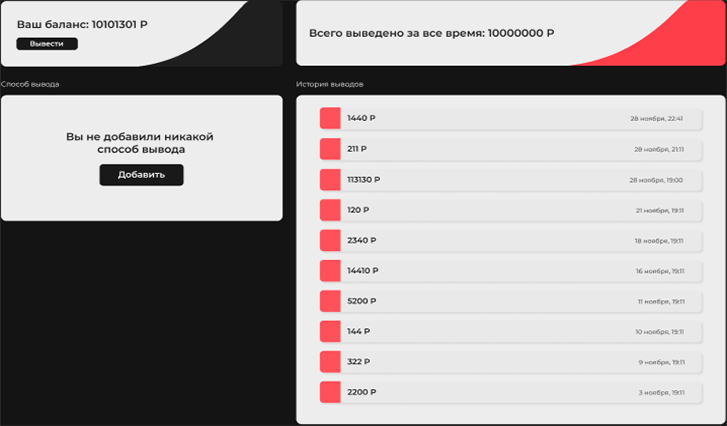 Ваш баланс: 10101301 Р
Вывести
Всего выведено за все время: 10000000 Р
Способ вывода
Вы не добавили никакой
способ вывода
Добавить
История выводов
1440 Р 28 ноября, 22:41
211 Р 28 ноября, 21:11
113130 Р 28 ноября, 19:00
120 Р 21 ноября, 19:11
2340 Р 18 ноября, 19:11
14410 Р 16 ноября, 19:11
5200 Р 11 ноября, 19:11
144 Р 10 ноября, 19:11
322 Р 9 ноября, 19:11
2200 Р 3 ноября, 19:11